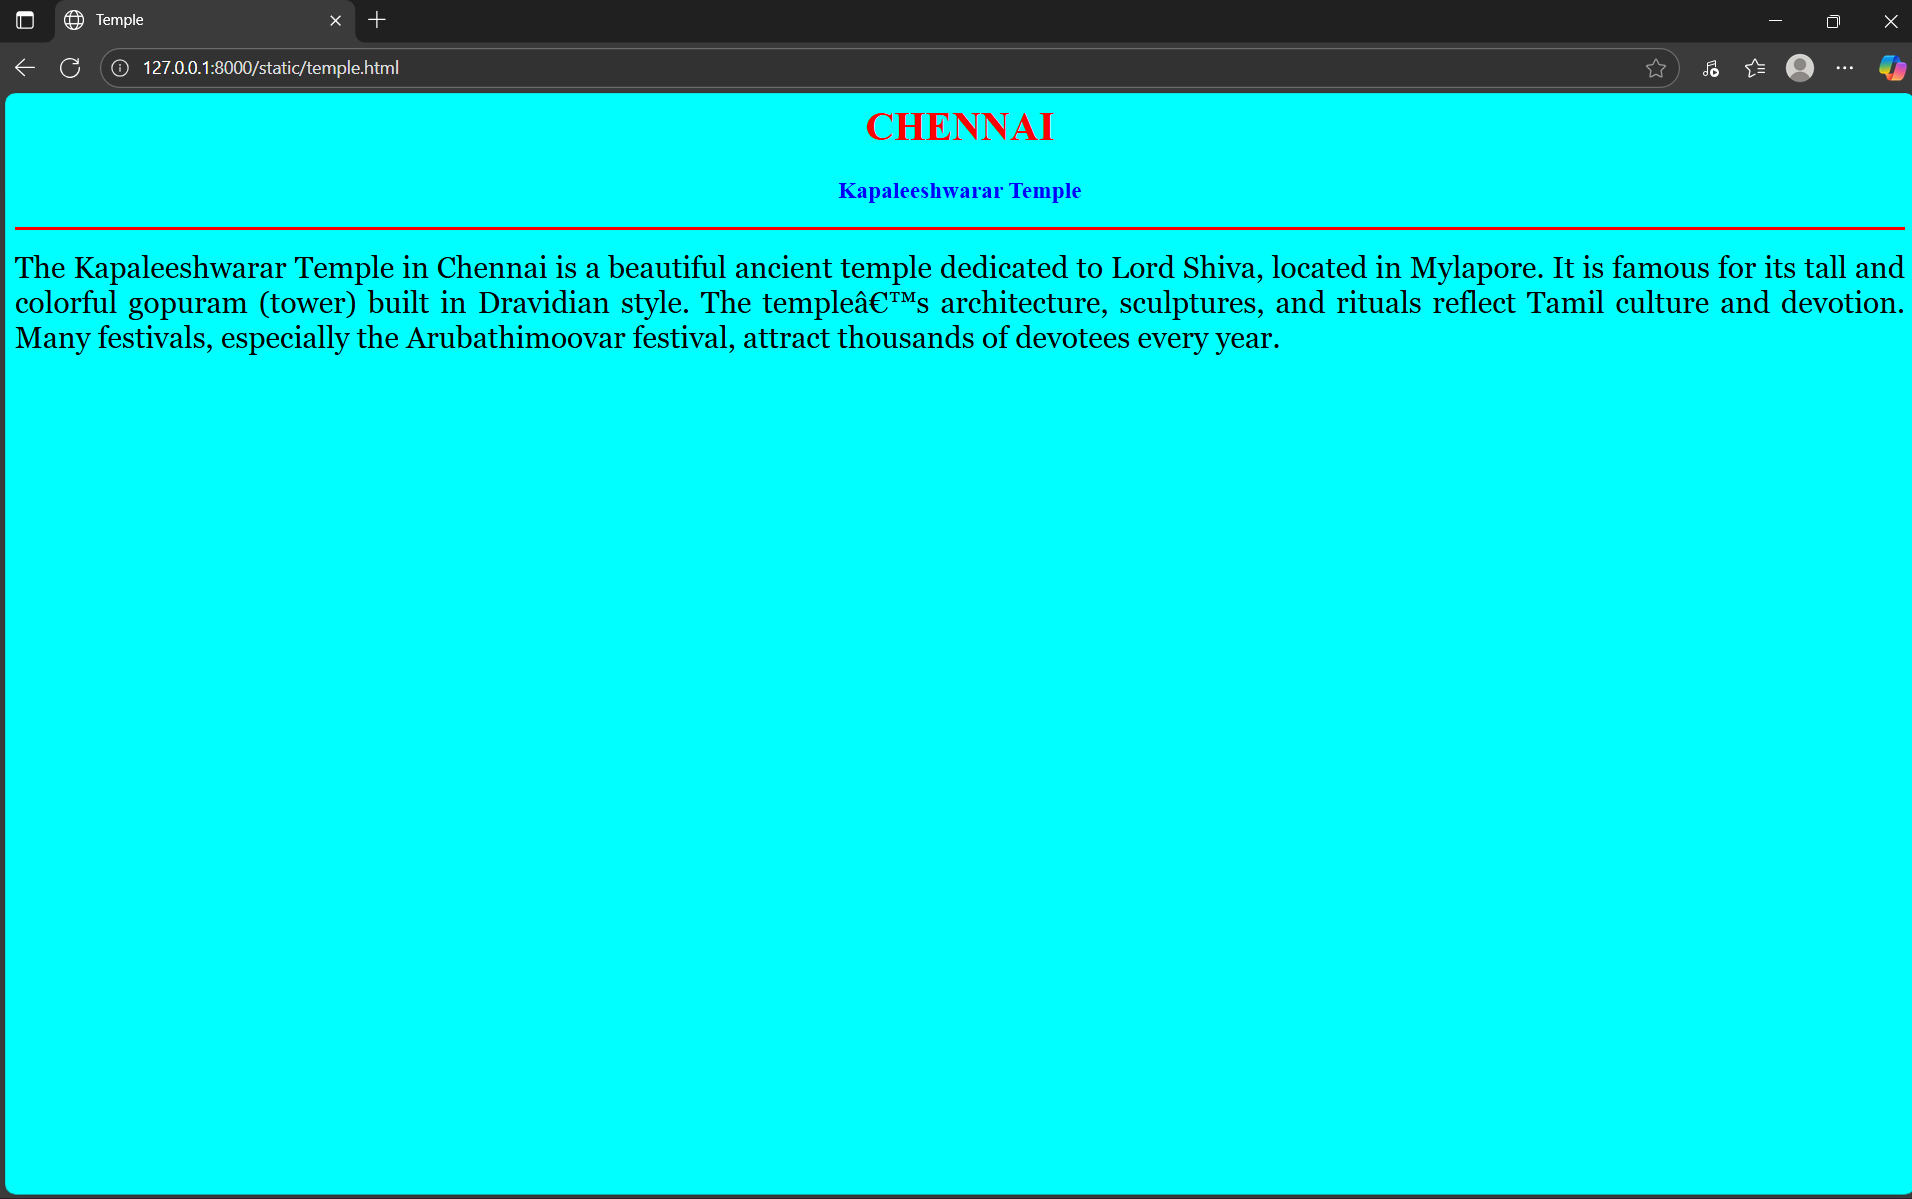 Temple
127.0.0.1:8000/static/temple.html
CHENNAI
Kapaleeshwarar Temple
The Kapaleeshwarar Temple in Chennai is a beautiful ancient temple dedicated to Lord Shiva, located in Mylapore. It is famous for its tall and
colorful gopuram (tower) built in Dravidian style. The templeâ€™s architecture, sculptures, and rituals reflect Tamil culture and devotion.
Many festivals, especially the Arubathimoovar festival, attract thousands of devotees every year.